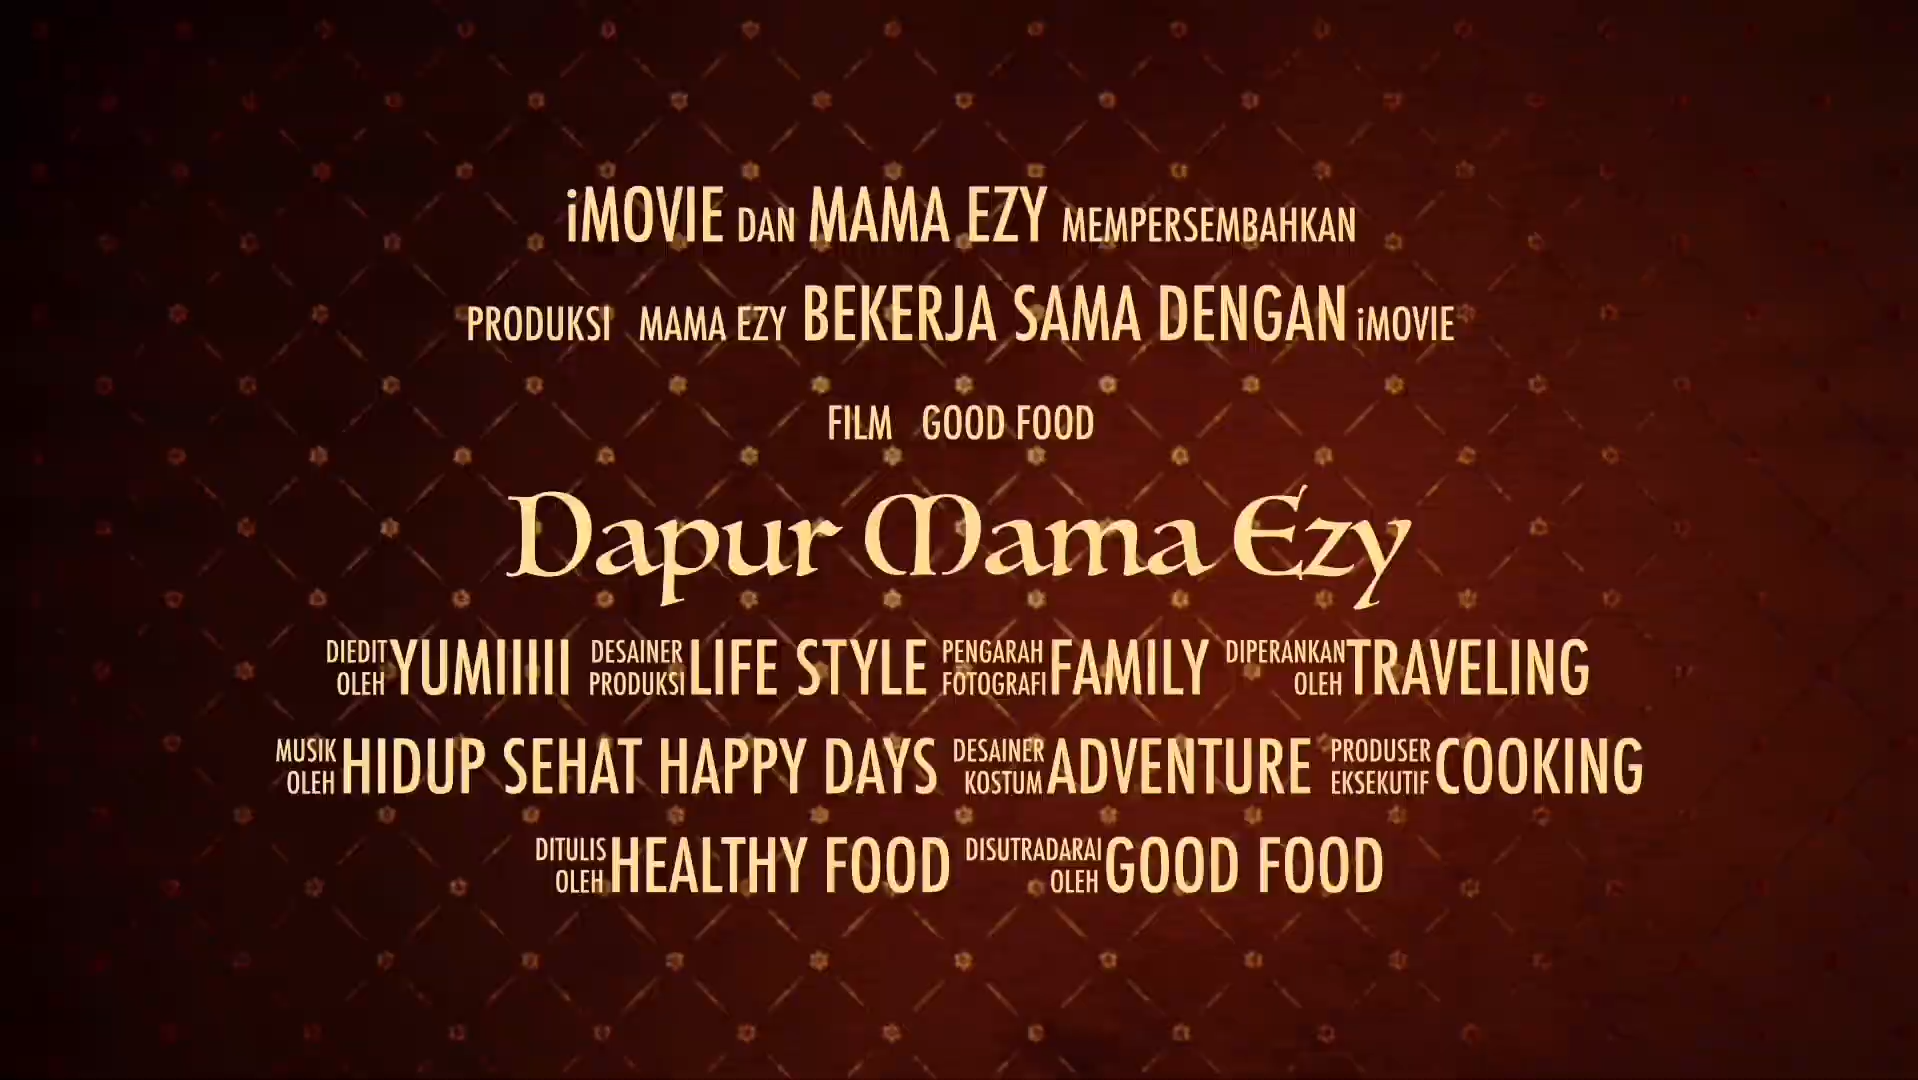 iMOVIE DAN MAMA EZY MEMPERSEMBAHKAN
PRODUKSI MAMA EZY BEKERJA SAMA DENGAN iMOVIE
FILM GOOD FOOD
Dapur Mama Ezy
DIEDIT OLEH YUMIIIII DESAINER PRODUKSI LIFE STYLE PENGARAH FOTOGRAFI FAMILY DIPERANKAN OLEH TRAVELING
MUSIK OLEH HIDUP SEHAT HAPPY DAYS DESAINER KOSTUM ADVENTURE PRODUSER EKSEKUTIF COOKING
DITULIS OLEH HEALTHY FOOD DISUTRADARAI OLEH GOOD FOOD